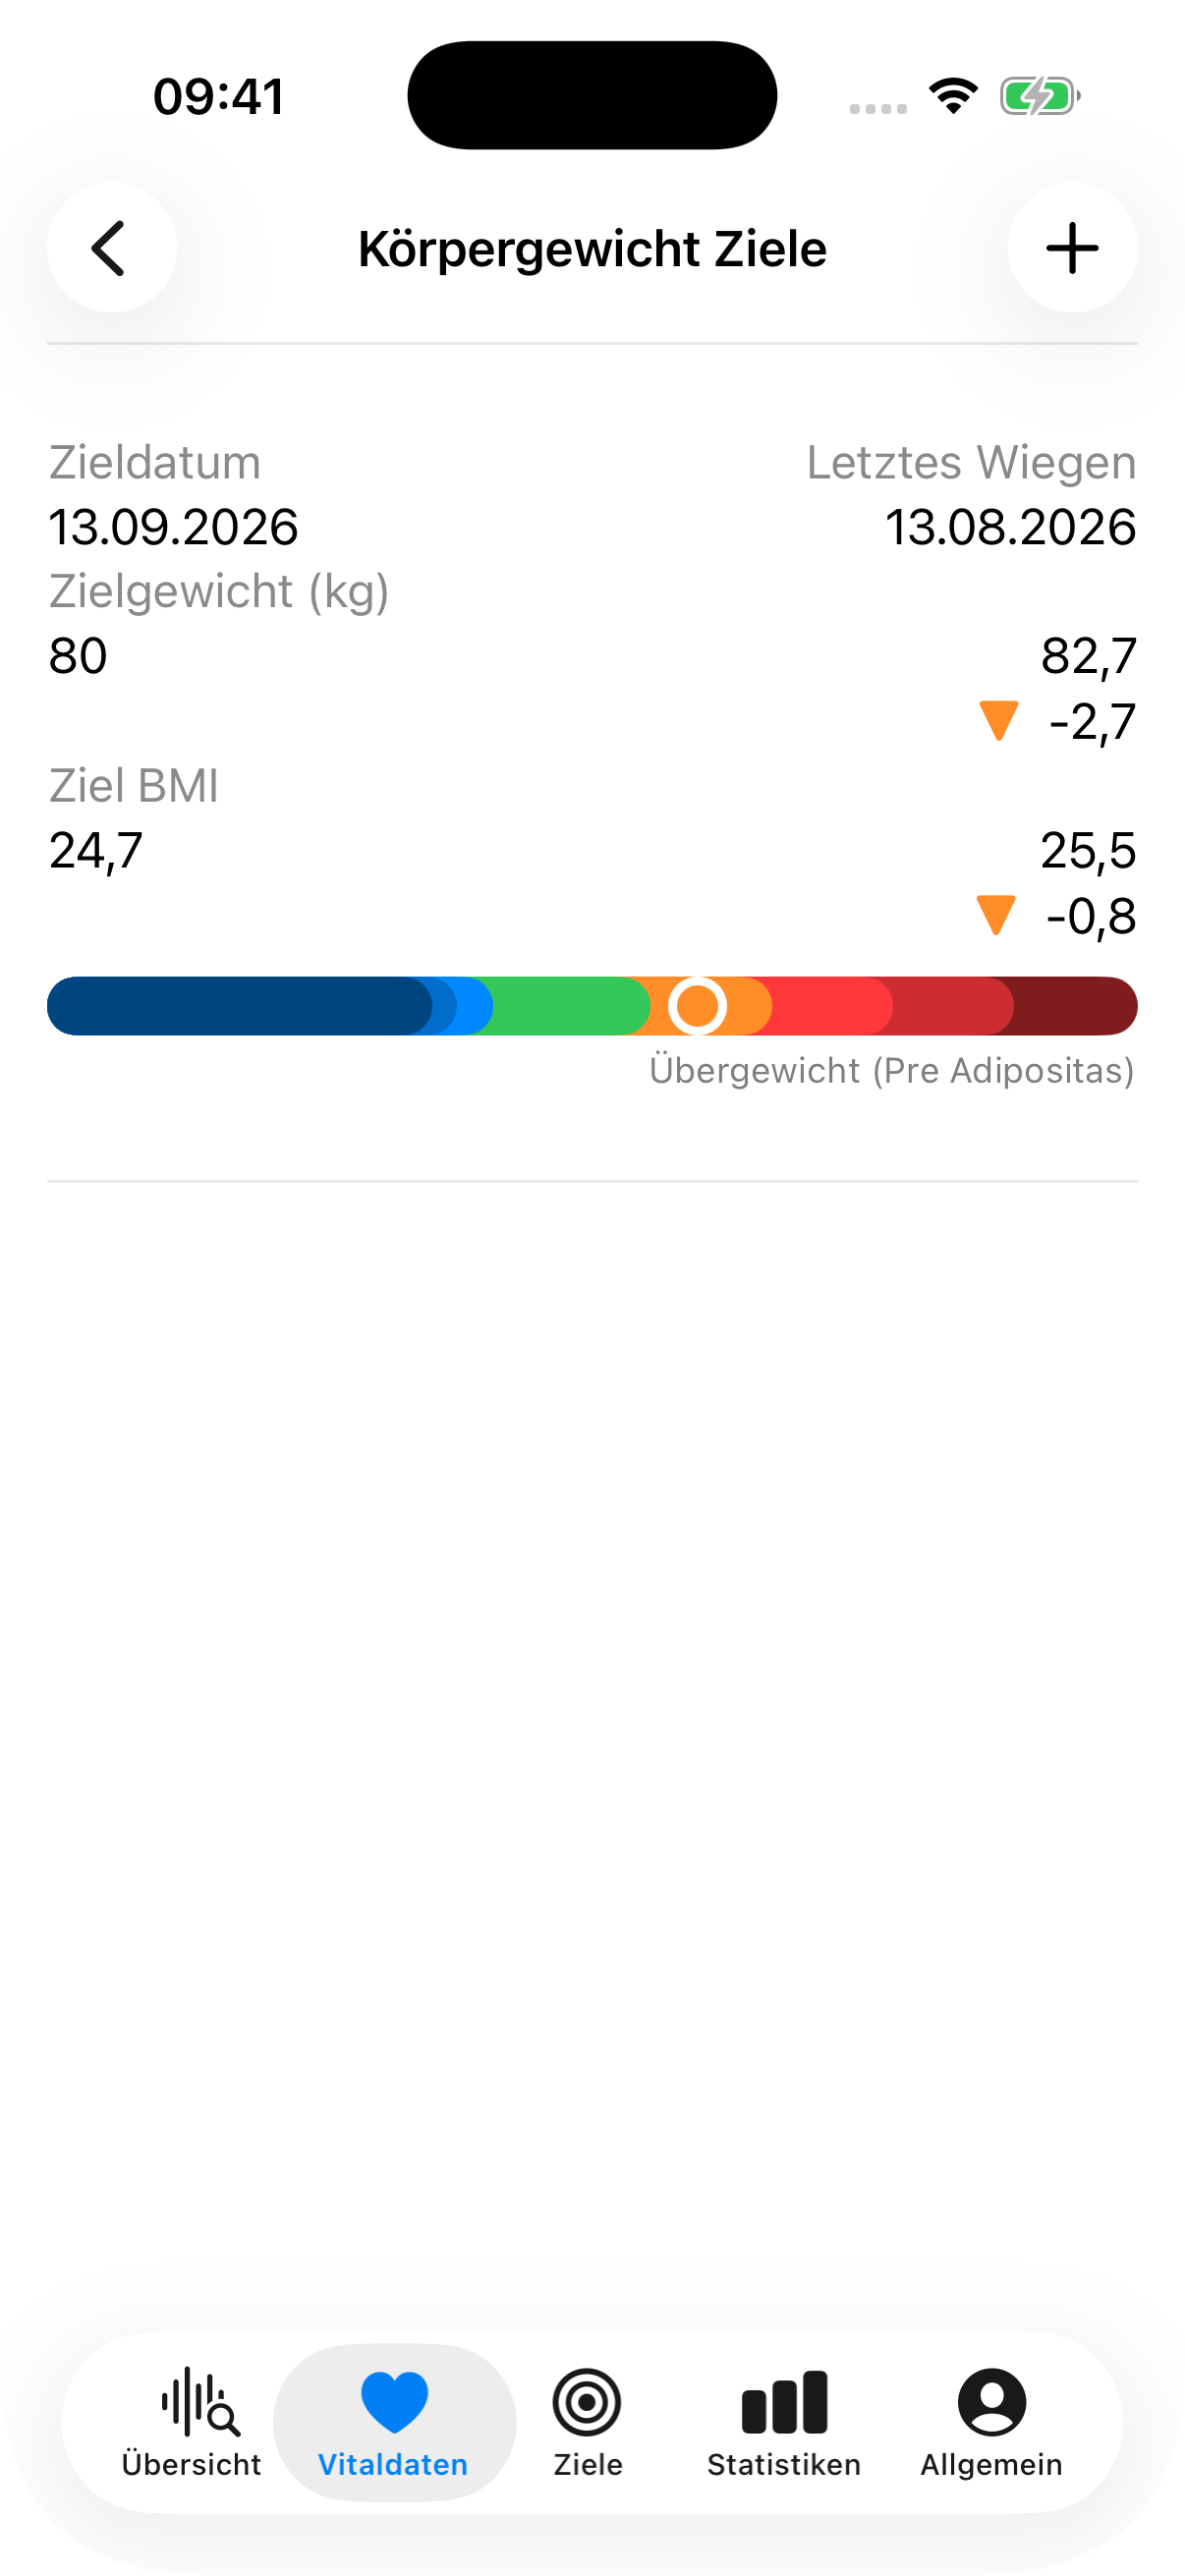 09:41
Körpergewicht Ziele
Zieldatum Letztes Wiegen
13.09.2026 13.08.2026
Zielgewicht (kg)
80 82,7
-2,7
Ziel BMI
24,7 25,5
-0,8
Übergewicht (Pre Adipositas)
Übersicht Vitaldaten Ziele Statistiken Allgemein